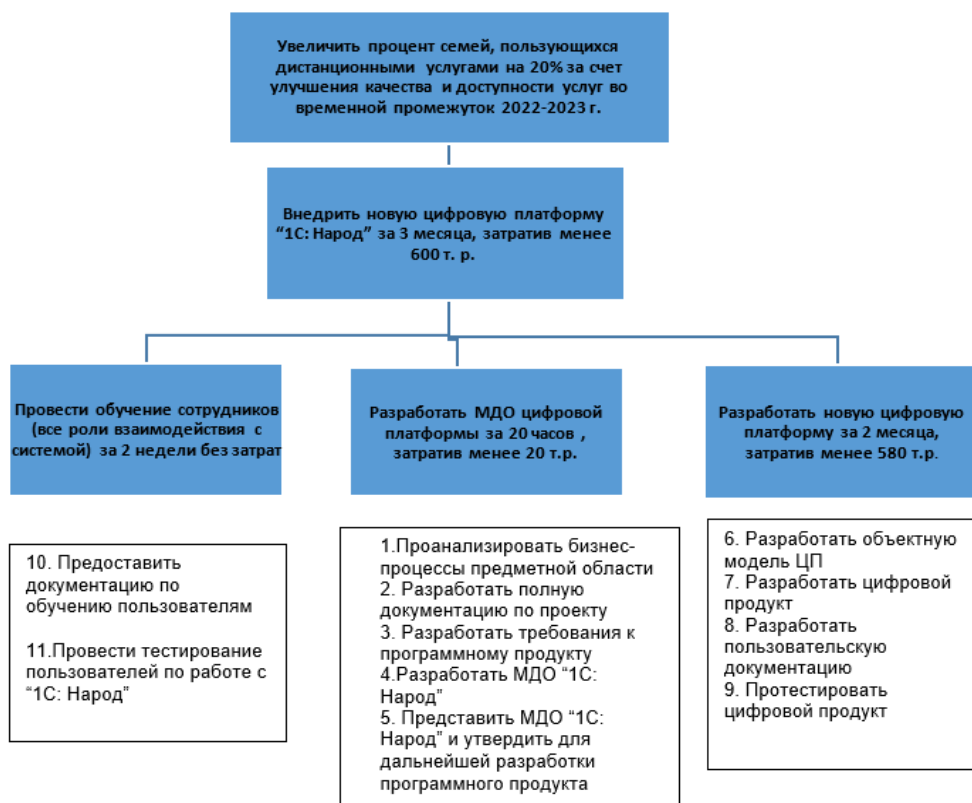 Увеличить процент семей, пользующихся
дистанционными услугами на 20% за счет
улучшения качества и доступности услуг во
временной промежуток 2022-2023 г.
Внедрить новую цифровую платформу
“1С: Народ” за 3 месяца, затратив менее
600 т. р.
Провести обучение сотрудников
(все роли взаимодействия с
системой) за 2 недели без затрат
Разработать МДО цифровой
платформы за 20 часов ,
затратив менее 20 т.р.
Разработать новую цифровую
платформу за 2 месяца,
затратив менее 580 т.р.
10. Предоставить
документацию по
обучению пользователям
11.Провести тестирование
пользователей по работе с
“1С: Народ”
1.Проанализировать бизнес-
процессы предметной области
2. Разработать полную
документацию по проекту
3. Разработать требования к
программному продукту
4.Разработать МДО “1С:
Народ”
5. Представить МДО “1С:
Народ” и утвердить для
дальнейшей разработки
программного продукта
6. Разработать объектную
модель ЦП
7. Разработать цифровой
продукт
8. Разработать
пользовательскую
документацию
9. Протестировать
цифровой продукт